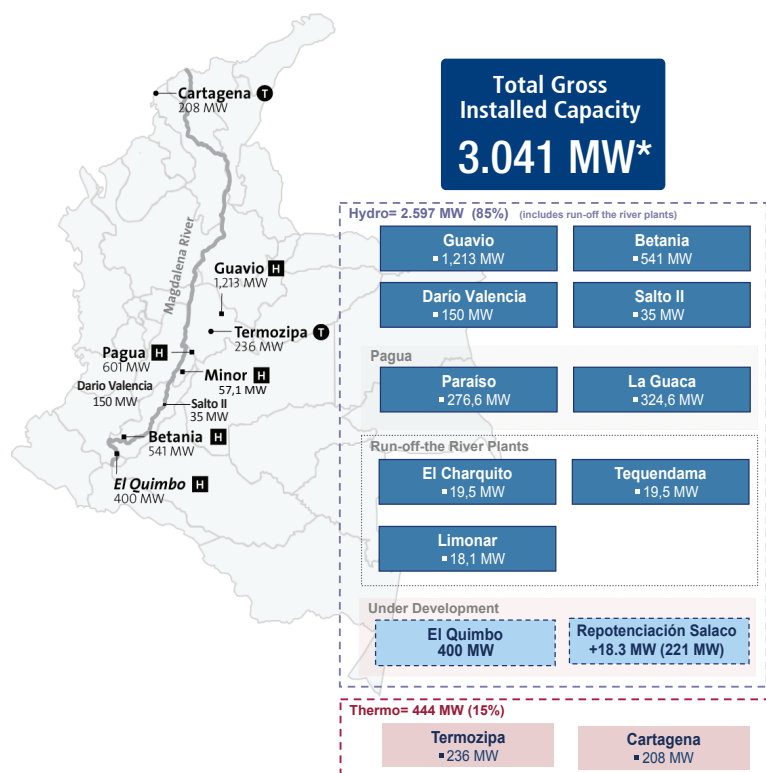 Total Gross
Installed Capacity
3.041 MW*
Cartagena T
208 MW
Magdalena River
Guavio H
1,213 MW
Termozipa T
236 MW
Pagua H
601 MW
Minor H
57,1 MW
Dario Valencia
150 MW
Salto II
35 MW
Betania H
541 MW
El Quimbo H
400 MW
Hydro= 2.597 MW (85%) (includes run-off the river plants)
Guavio
▪1,213 MW
Betania
▪541 MW
Darío Valencia
▪150 MW
Salto II
▪35 MW
Pagua
Paraíso
▪276,6 MW
La Guaca
▪324,6 MW
Run-off-the River Plants
El Charquito
▪19,5 MW
Tequendama
▪19,5 MW
Limonar
▪18,1 MW
Under Development
El Quimbo
400 MW
Repotenciación Salaco
+18.3 MW (221 MW)
Thermo= 444 MW (15%)
Termozipa
▪236 MW
Cartagena
▪208 MW